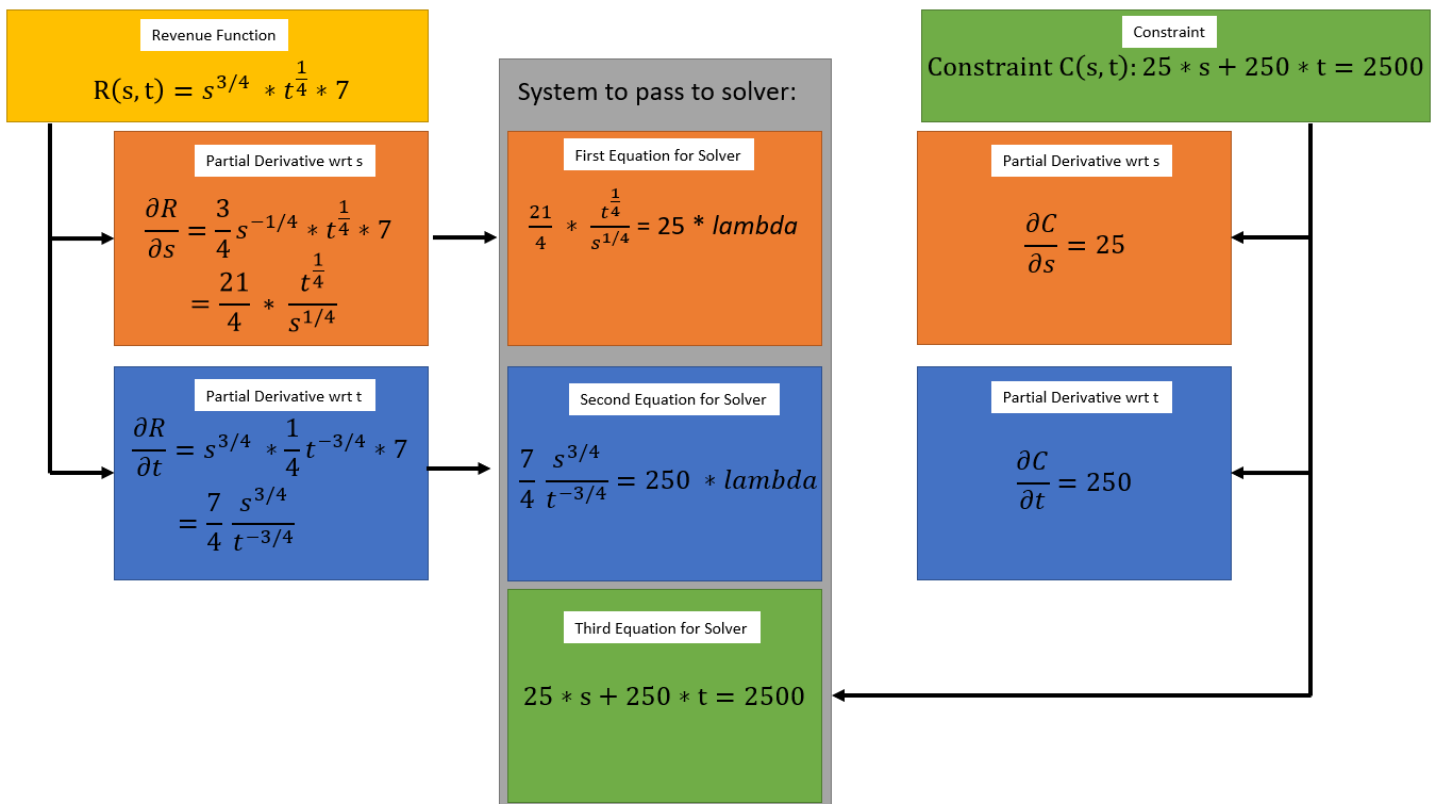 Revenue Function
R(s, t) = s^{3/4} * t^{1/4} * 7
System to pass to solver:
Constraint
Constraint C(s, t): 25 * s + 250 * t = 2500
Partial Derivative wrt s
∂R/∂s = 3/4 s^{-1/4} * t^{1/4} * 7
= 21/4 * t^{1/4}/s^{1/4}
First Equation for Solver
21/4 * t^{1/4}/s^{1/4} = 25 * lambda
Partial Derivative wrt s
∂C/∂s = 25
Partial Derivative wrt t
∂R/∂t = s^{3/4} * 1/4 t^{-3/4} * 7
= 7/4 s^{3/4}/t^{-3/4}
Second Equation for Solver
7/4 s^{3/4}/t^{-3/4} = 250 * lambda
Partial Derivative wrt t
∂C/∂t = 250
Third Equation for Solver
25 * s + 250 * t = 2500